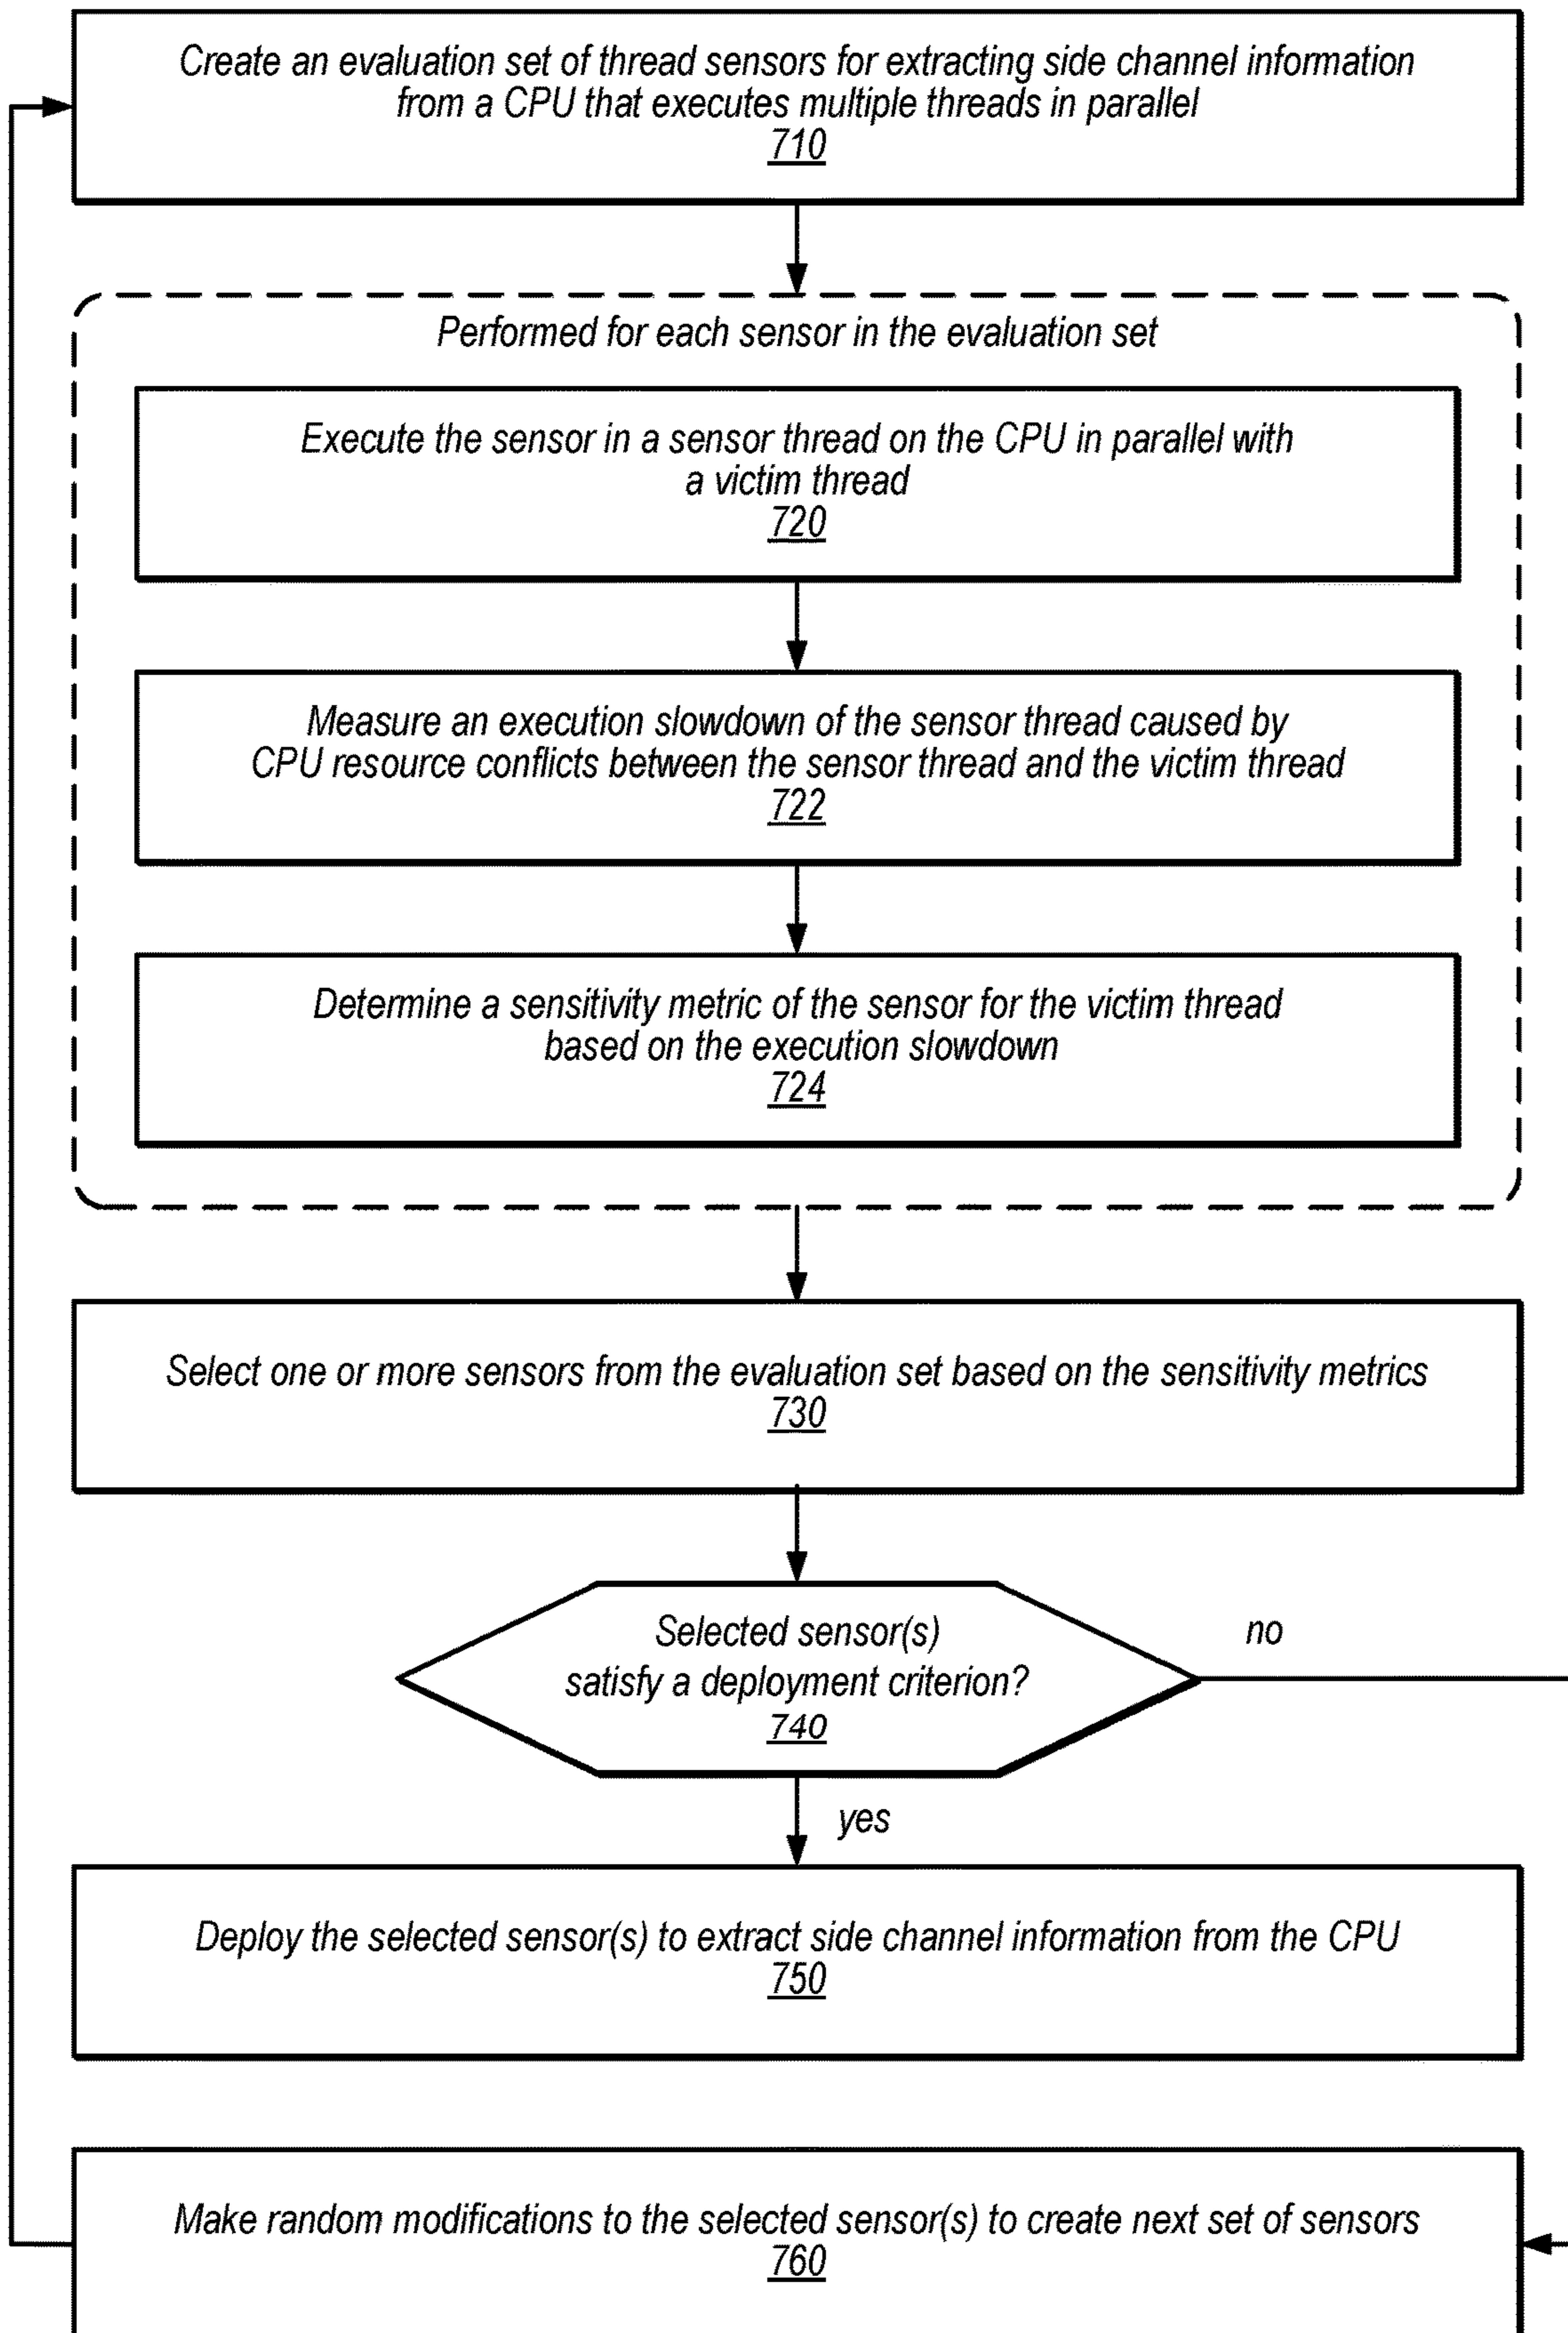 Create an evaluation set of thread sensors for extracting side channel information
from a CPU that executes multiple threads in parallel
710
Performed for each sensor in the evaluation set
Execute the sensor in a sensor thread on the CPU in parallel with
a victim thread
720
Measure an execution slowdown of the sensor thread caused by
CPU resource conflicts between the sensor thread and the victim thread
722
Determine a sensitivity metric of the sensor for the victim thread
based on the execution slowdown
724
Select one or more sensors from the evaluation set based on the sensitivity metrics
730
Selected sensor(s)
satisfy a deployment criterion?
740
no
yes
Deploy the selected sensor(s) to extract side channel information from the CPU
750
Make random modifications to the selected sensor(s) to create next set of sensors
760